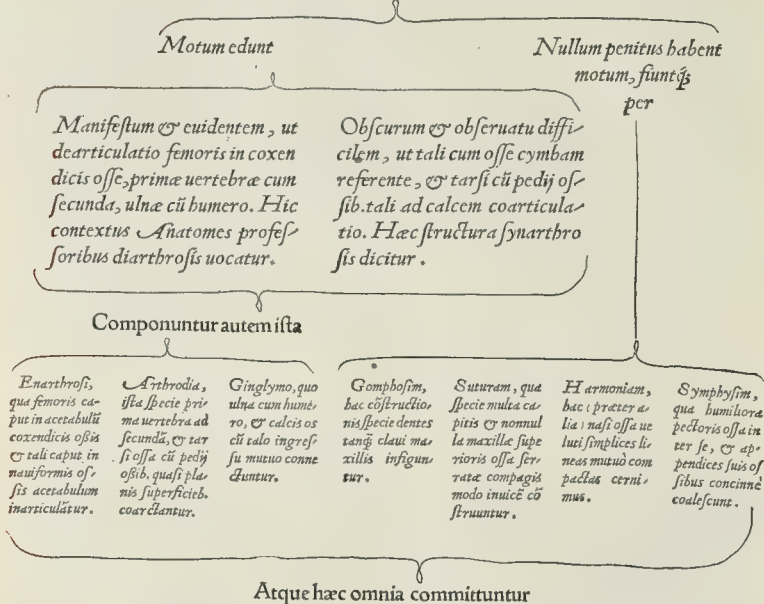 Motum edunt
Nullum penitus habent
motum, fiuntq́ꝫ
per
Manifeſtum & euidentem, ut
dearticulatio femoris in coxen
dicis oſſe, primæ uertebræ cum
ſecunda, ulnæ cũ humero. Hic
contextus Anatomes profeſ-
ſoribus diarthroſis uocatur.
Obſcurum & obſeruatu diffi-
cilem, ut tali cum oſſe cymbam
referente, & tarſi cũ pedij oſ-
ſib. tali ad calcem coarticula-
tio. Hæc ſtructura ſynarthro
ſis dicitur.
Componuntur autem iſta
Enarthroſi,
qua femoris ca-
put in acetabulũ
coxendicis oßis
& tali caput in
nauiformis oſ-
ſis acetabulum
inarticulãtur.
Arthrodia,
iſta ſpecie pri-
ma uertebra ad
ſecundã, & tar
ſi oſſa cũ pedij
oßib. quaſi pla-
nis ſuperficieb.
coarctantur.
Ginglymo, quo
ulna cum hume-
ro, & calcis os
cũ talo ingreſ-
ſu mutuo conne
ctuntur.
Gomphoſim,
hac cõſtructio-
nis ſpecie dentes
tanq̃ claui ma-
xillis infigun-
tur.
Suturam, qua
ſpecie multa ca-
pitis & nonnul
la maxillæ ſupe
rioris oſſa ſer-
ratæ compagis
modo inuicẽ cõ
ſtruuntur.
Harmoniam,
hac (præter a-
lia) naſi oſſa ue
luti ſimplices li-
neas mutuò com
pactas cerni-
mus.
Symphyſim,
qua humiliora
pectoris oſſa in
ter ſe, & ap-
pendices ſuis oſ
ſibus concinnè
coaleſcunt.
Atque hæc omnia committuntur